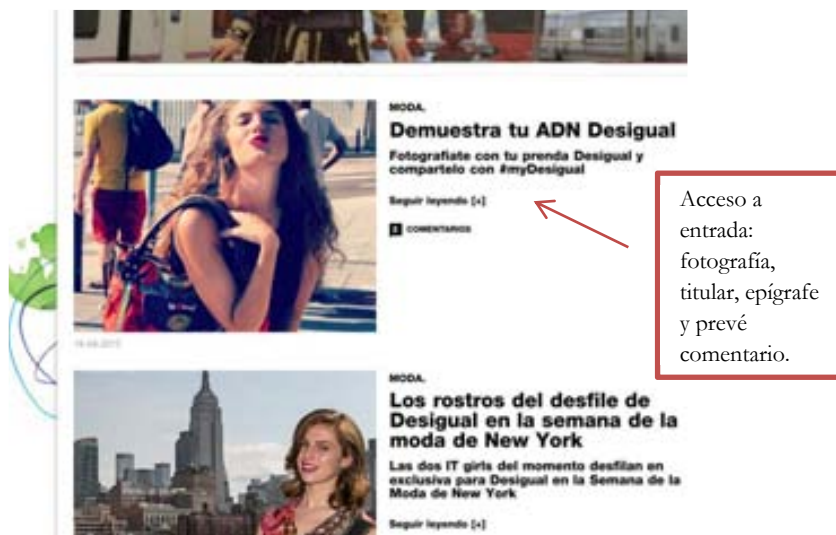 MODA.
Demuestra tu ADN Desigual
Fotografiate con tu prenda Desigual y
compartelo con #myDesigual
Seguir leyendo [+]
COMENTARIOS
Acceso a
entrada:
fotografía,
titular, epígrafe
y prevé
comentario.
MODA.
Los rostros del desfile de
Desigual en la semana de la
moda de New York
Las dos IT girls del momento desfilan en
exclusiva para Desigual en la Semana de la
Moda de New York
Seguir leyendo [+]